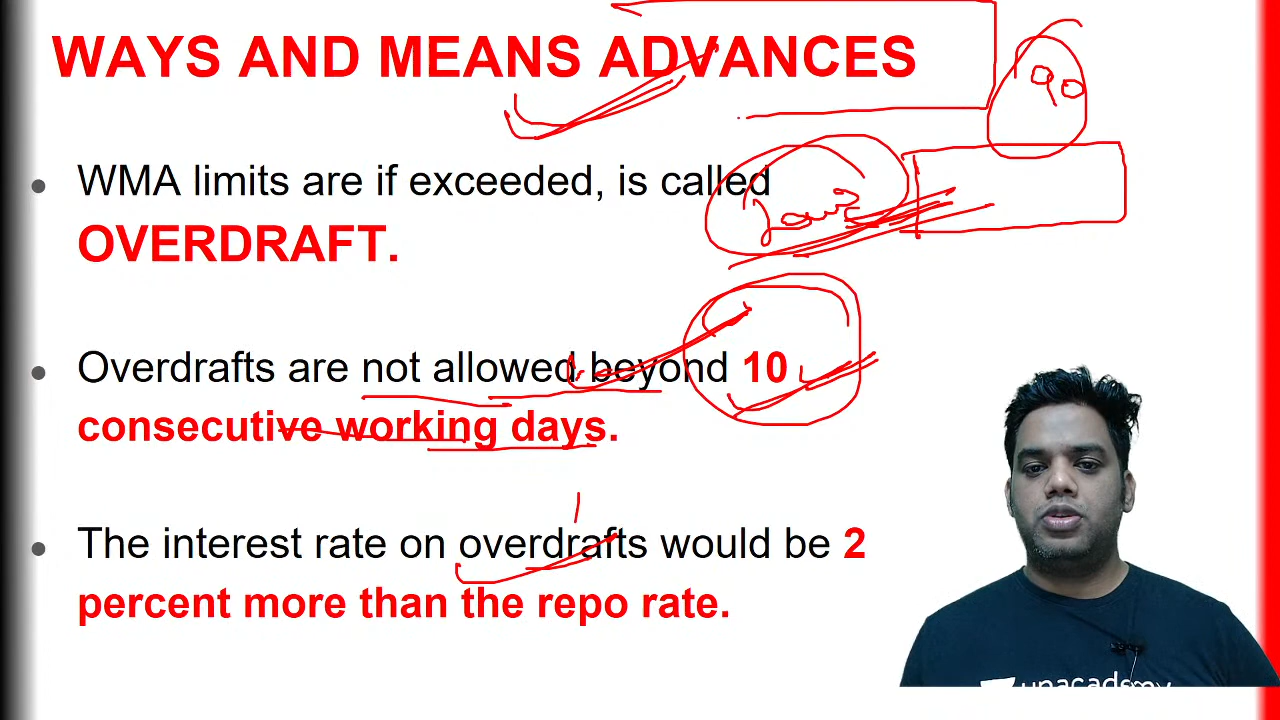 WAYS AND MEANS ADVANCES
WMA limits are if exceeded, is called
OVERDRAFT.
Overdrafts are not allowed beyond 10
consecutive working days.
The interest rate on overdrafts would be 2
percent more than the repo rate.
unacademy